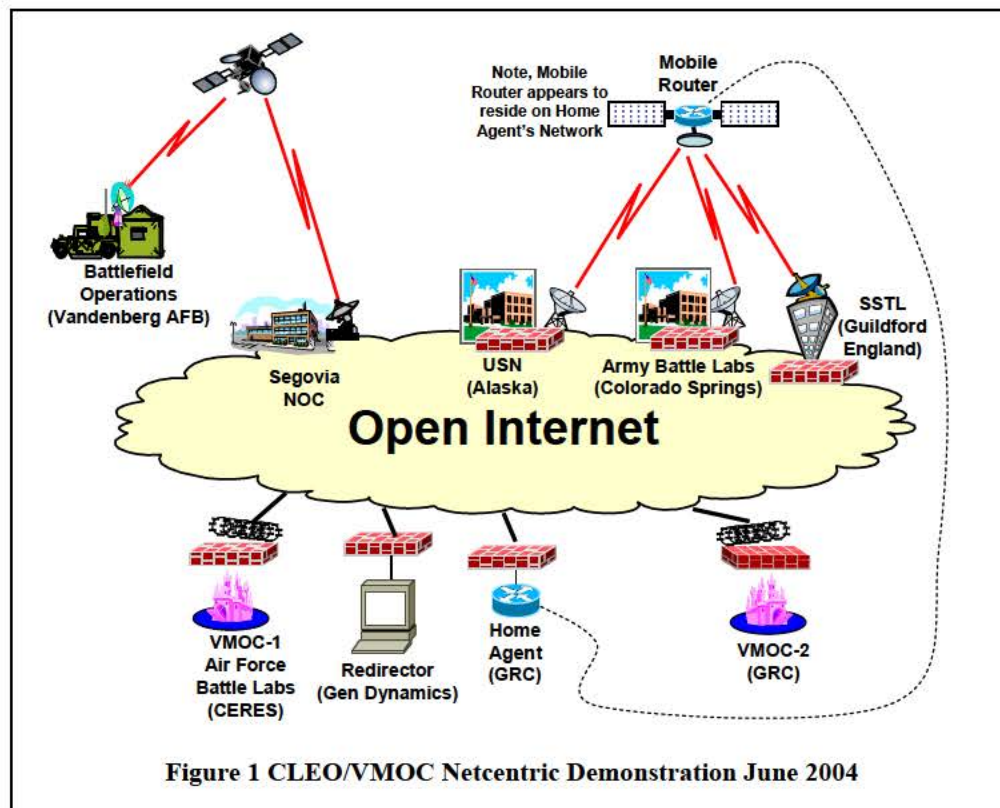 Note, Mobile
Router appears to
reside on Home
Agent's Network
Mobile
Router
Battlefield
Operations
(Vandenberg AFB)
Segovia
NOC
USN
(Alaska)
Army Battle Labs
(Colorado Springs)
SSTL
(Guildford
England)
Open Internet
VMOC-1
Air Force
Battle Labs
(CERES)
Redirector
(Gen Dynamics)
Home
Agent
(GRC)
VMOC-2
(GRC)
Figure 1 CLEO/VMOC Netcentric Demonstration June 2004